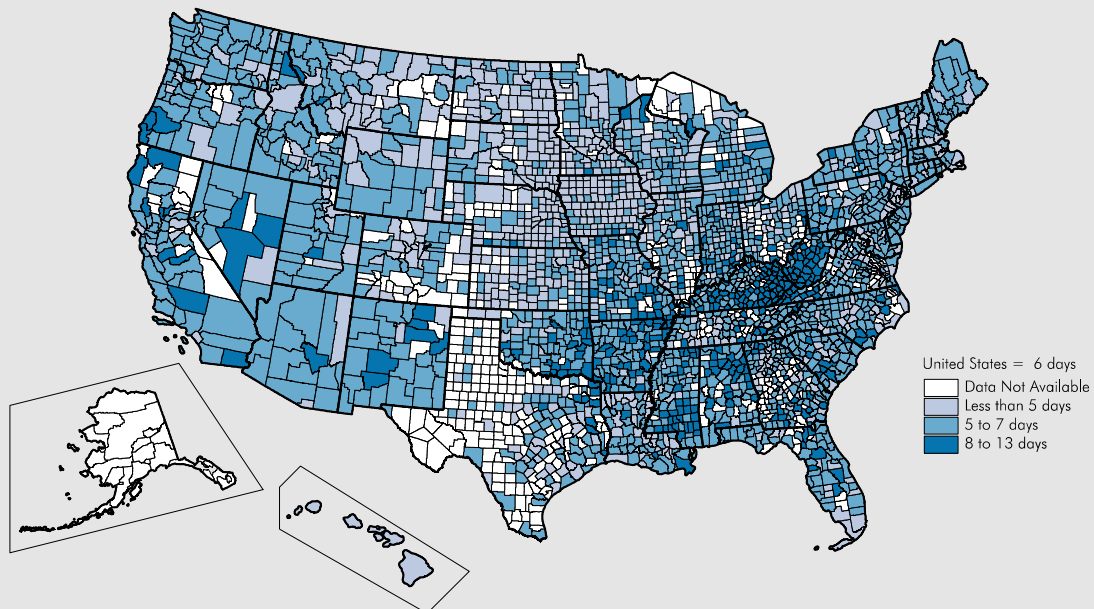 United States = 6 days
Data Not Available
Less than 5 days
5 to 7 days
8 to 13 days